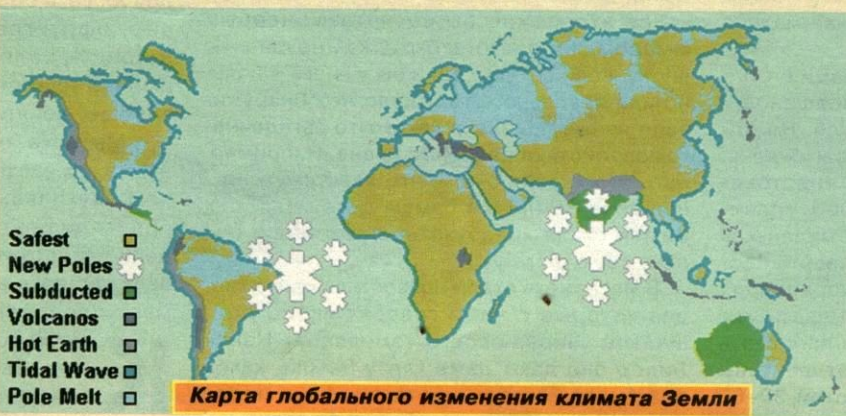 Safest
New Poles
Subducted
Volcanos
Hot Earth
Tidal Wave
Pole Melt
Карта глобального изменения климата Земли